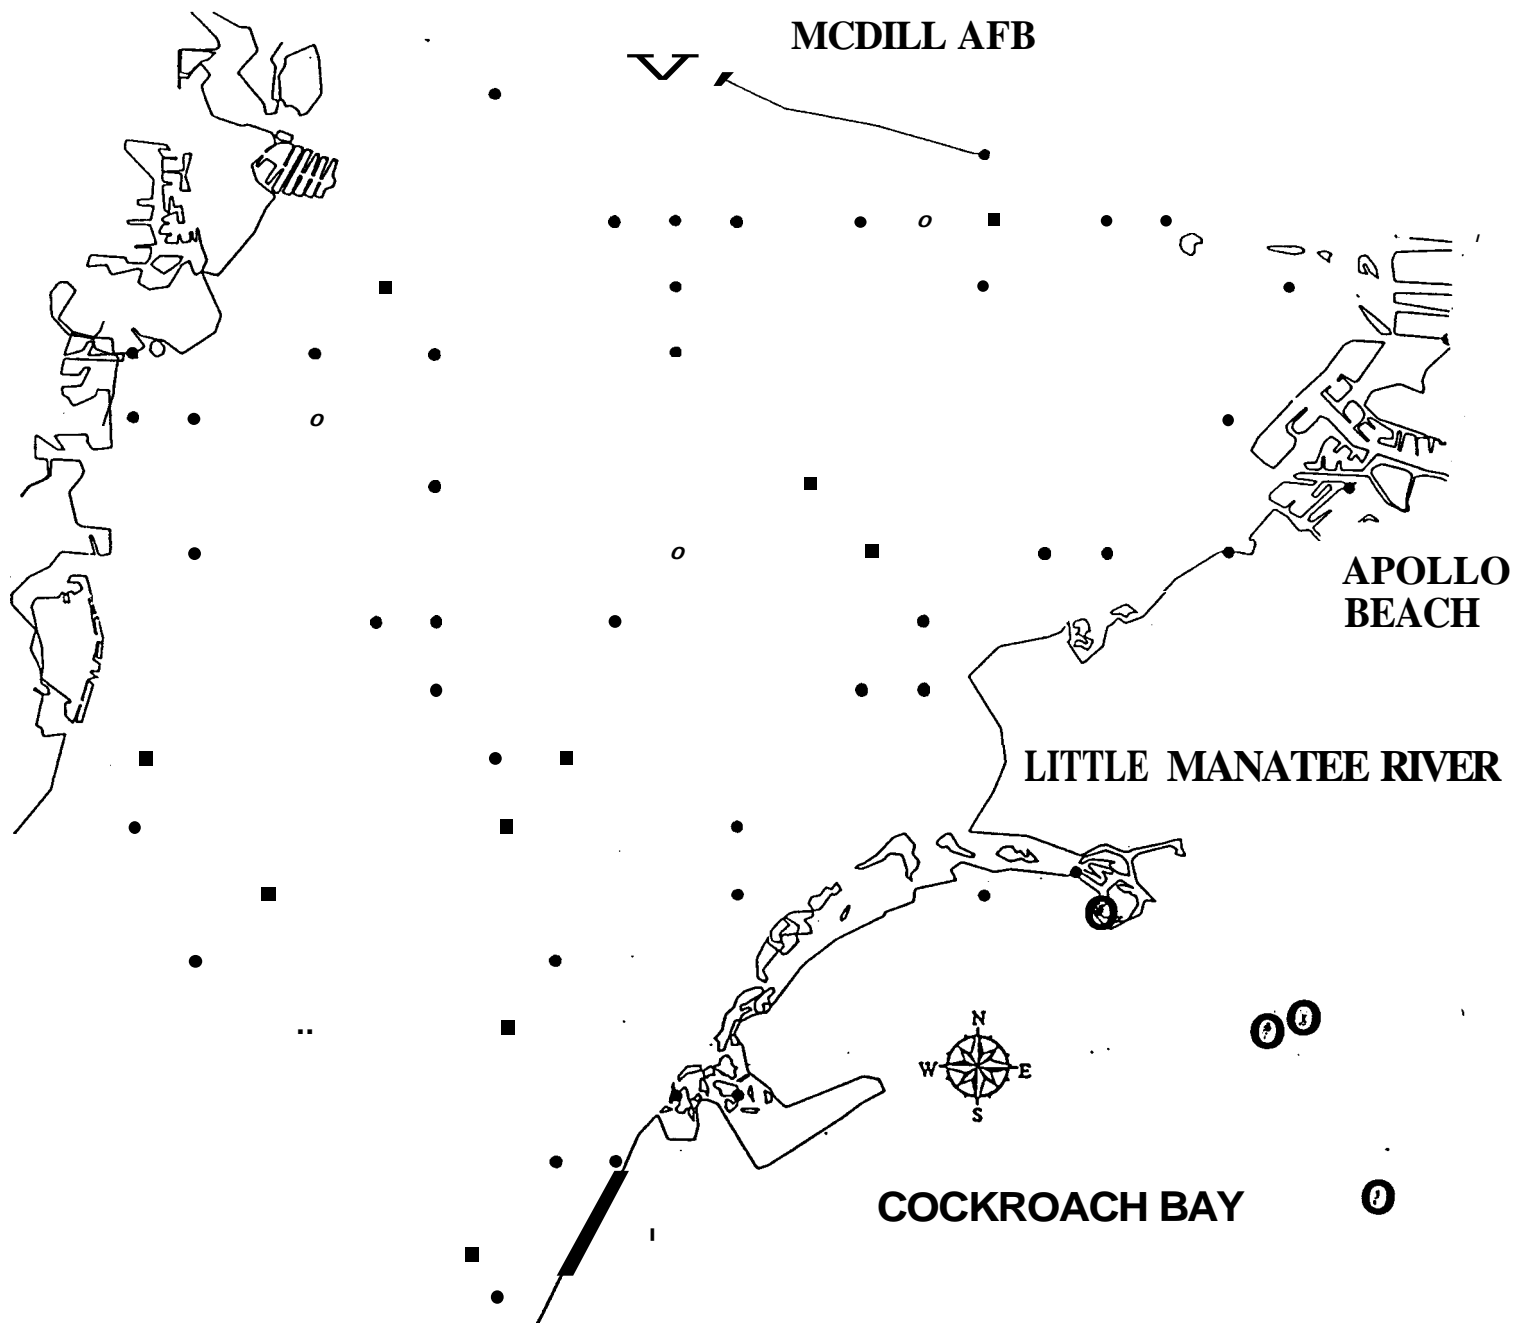 MCDILL AFB
APOLLO
BEACH
LITTLE MANATEE RIVER
N
W E
S
COCKROACH BAY